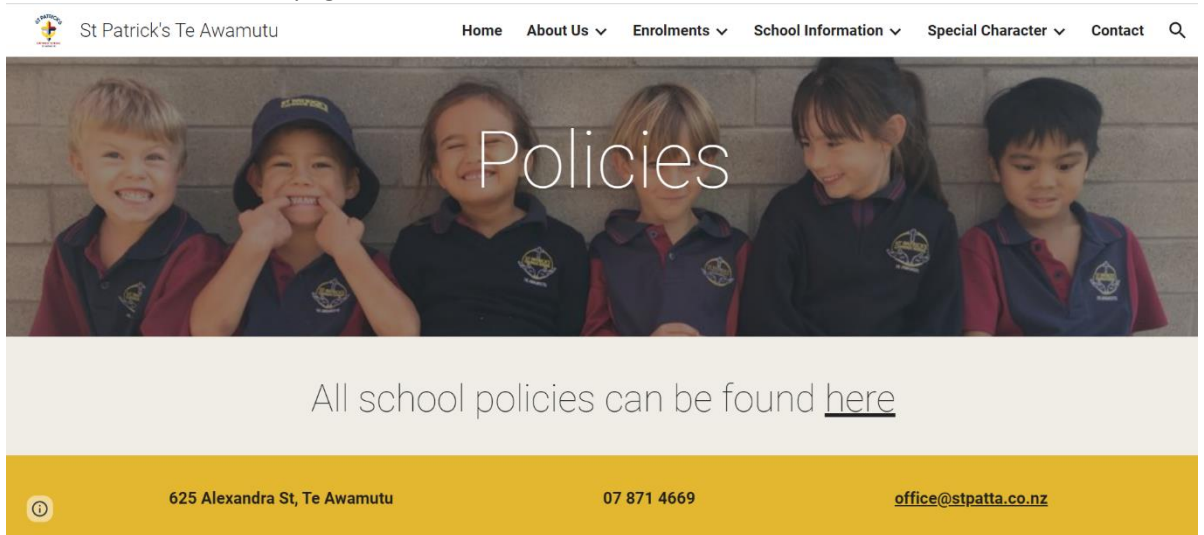 St Patrick's Te Awamutu
Home About Us Enrolments School Information Special Character Contact
Policies
All school policies can be found here
625 Alexandra St, Te Awamutu 07 871 4669 office@stpatta.co.nz